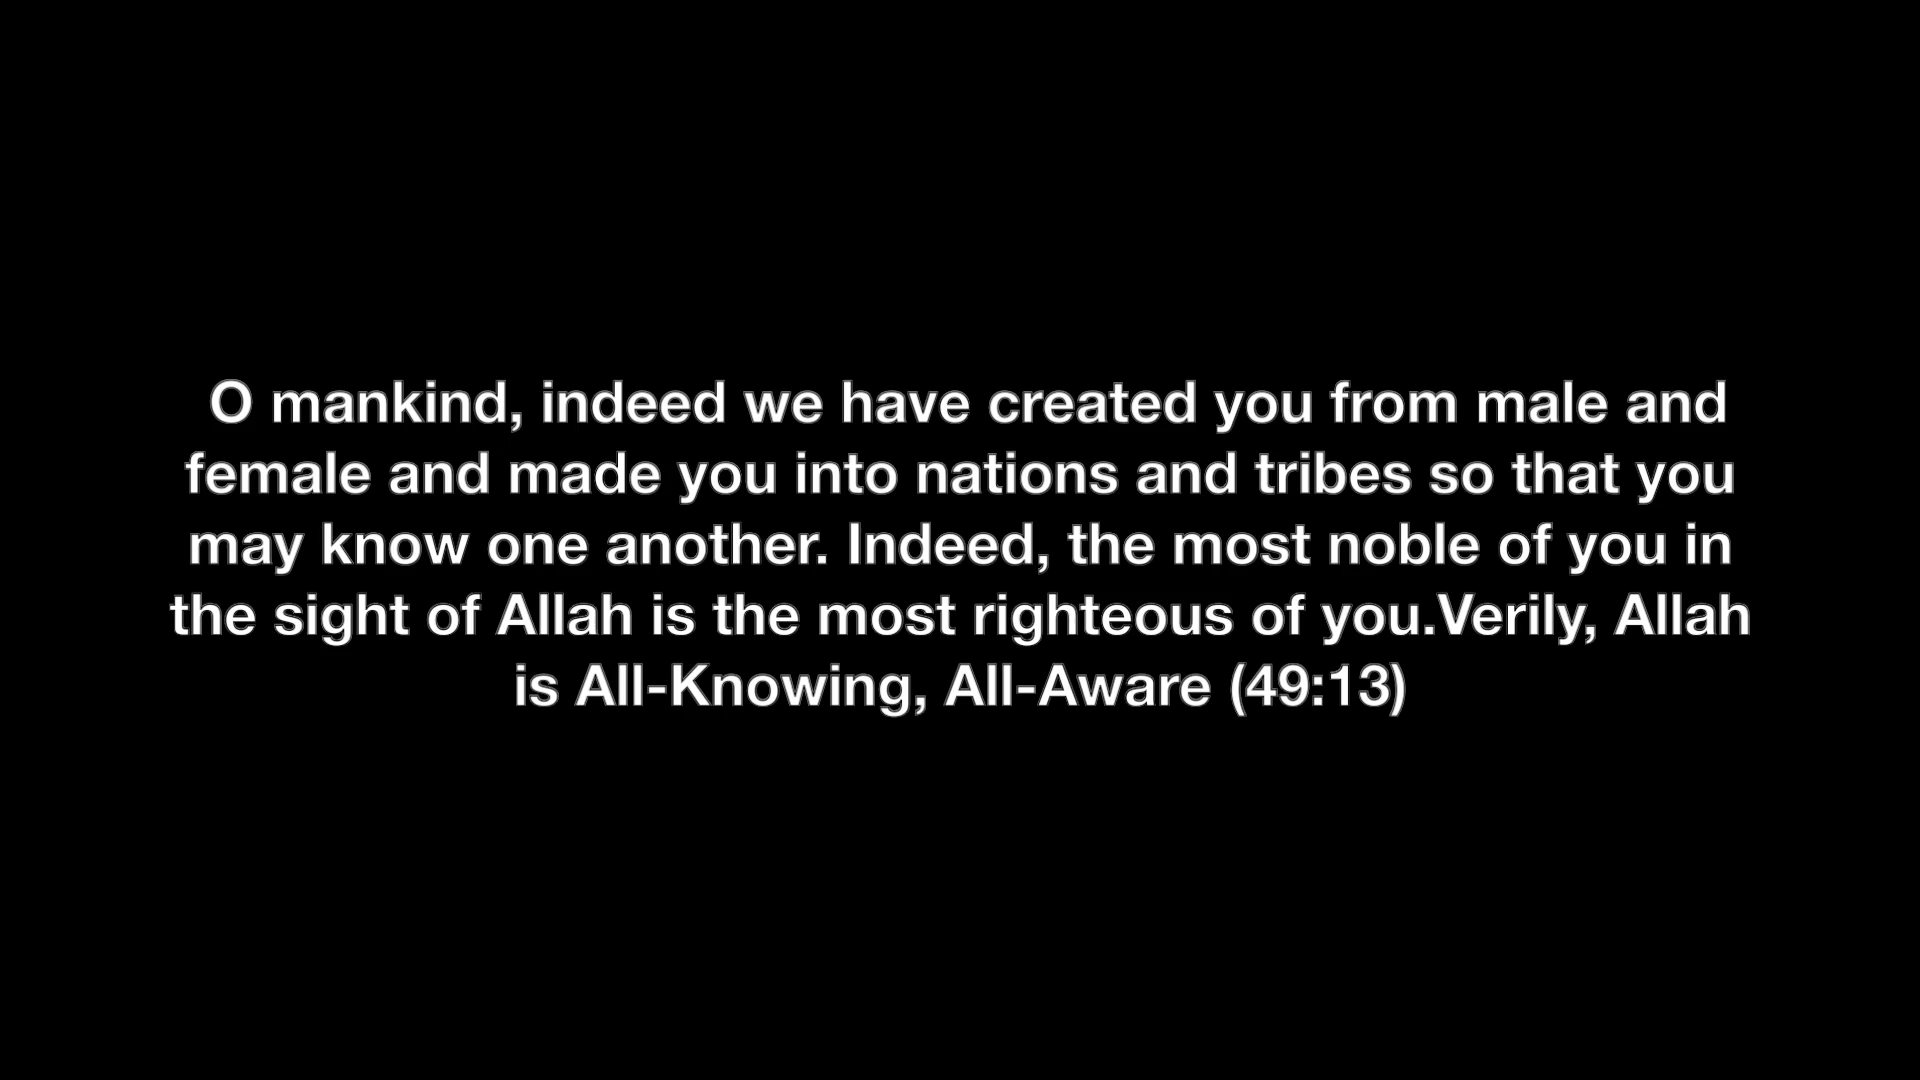 O mankind, indeed we have created you from male and
female and made you into nations and tribes so that you
may know one another. Indeed, the most noble of you in
the sight of Allah is the most righteous of you.Verily, Allah
is All-Knowing, All-Aware (49:13)